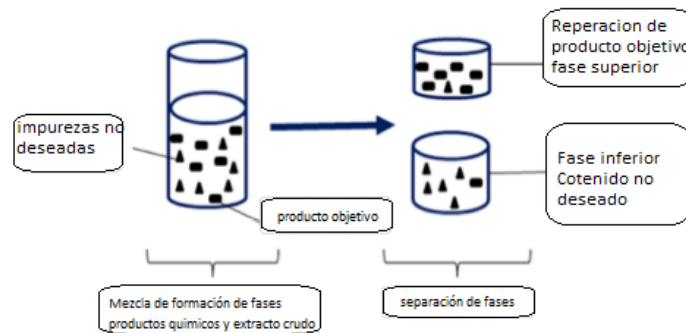 impurezas no
deseadas
producto objetivo
Mezcla de formación de fases
productos quimicos y extracto crudo
Reperacion de
producto objetivo
fase superior
Fase inferior
Cotenido no
deseado
separación de fases